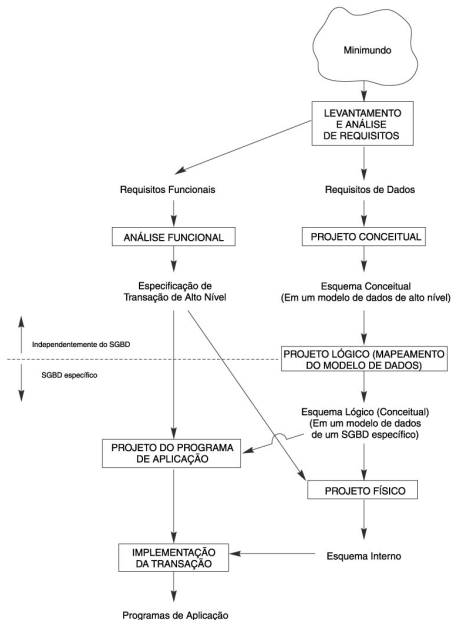 Minimundo
LEVANTAMENTO
E ANÁLISE
DE REQUISITOS
Requisitos Funcionais
Requisitos de Dados
ANÁLISE FUNCIONAL
PROJETO CONCEITUAL
Especificação de
Transação de Alto Nível
Esquema Conceitual
(Em um modelo de dados de alto nível)
Independentemente do SGBD
SGBD específico
PROJETO LÓGICO (MAPEAMENTO
DO MODELO DE DADOS)
Esquema Lógico (Conceitual)
(Em um modelo de dados
de um SGBD específico)
PROJETO DO PROGRAMA
DE APLICAÇÃO
PROJETO FÍSICO
IMPLEMENTAÇÃO
DA TRANSAÇÃO
Esquema Interno
Programas de Aplicação